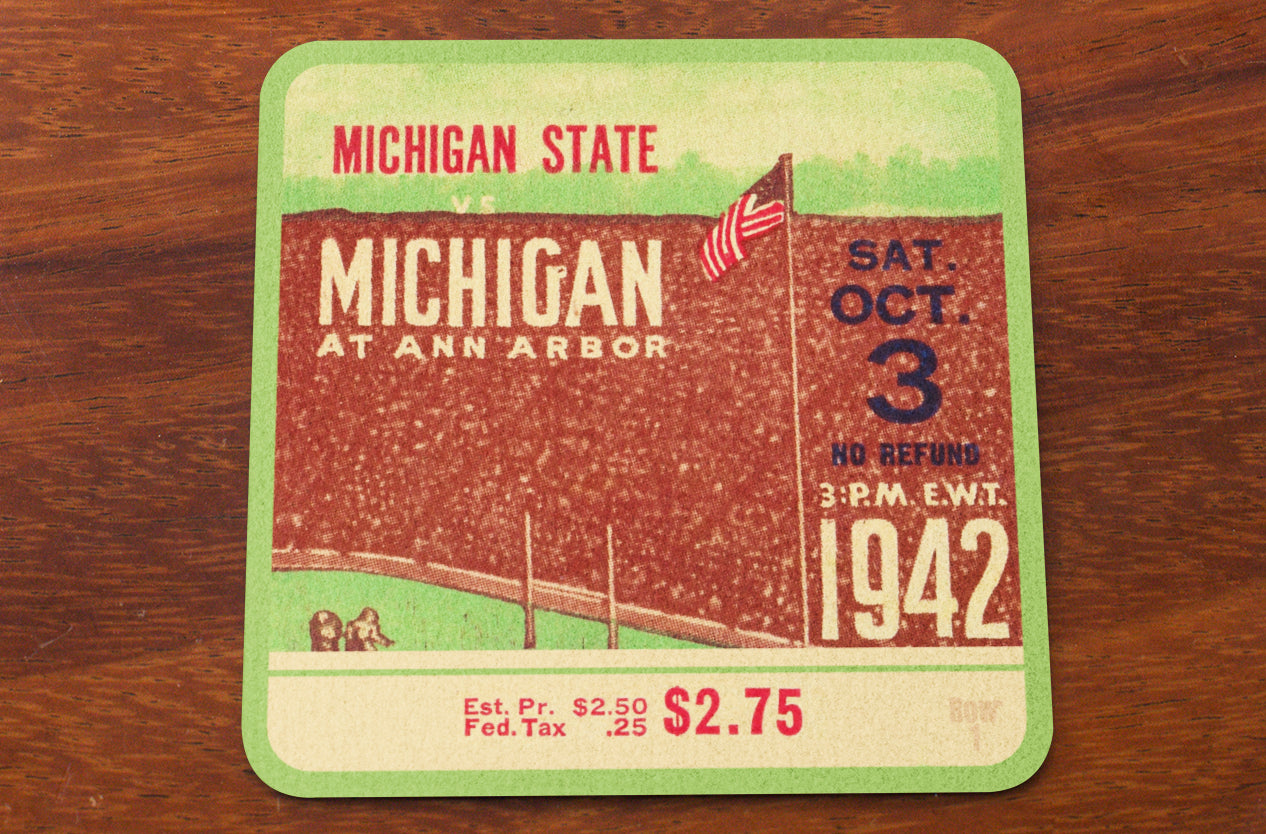 MICHIGAN STATE
VS
MICHIGAN
AT ANN ARBOR
SAT.
OCT.
3
NO REFUND
3:P.M. E.W.T.
1942
Est. Pr. $2.50
Fed. Tax .25
$2.75
Row